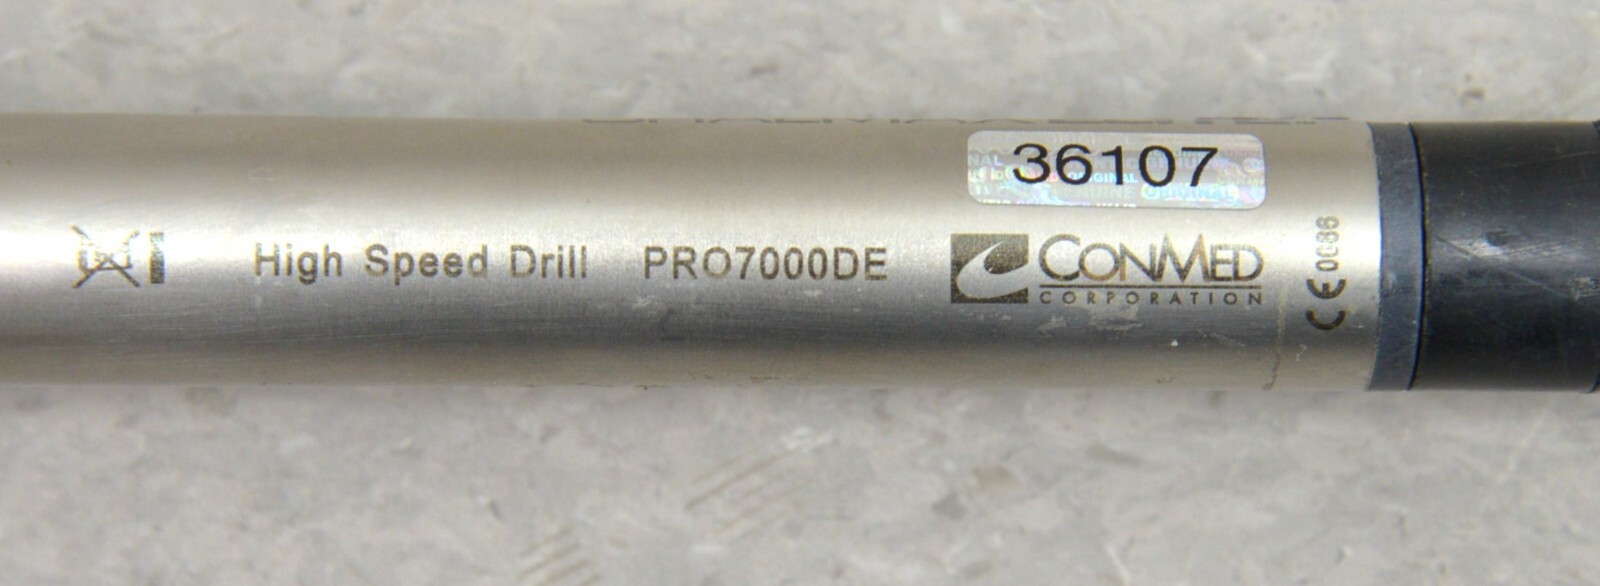 36107
High Speed Drill PRO7000DE
CONMED
CORPORATION
CE 0086